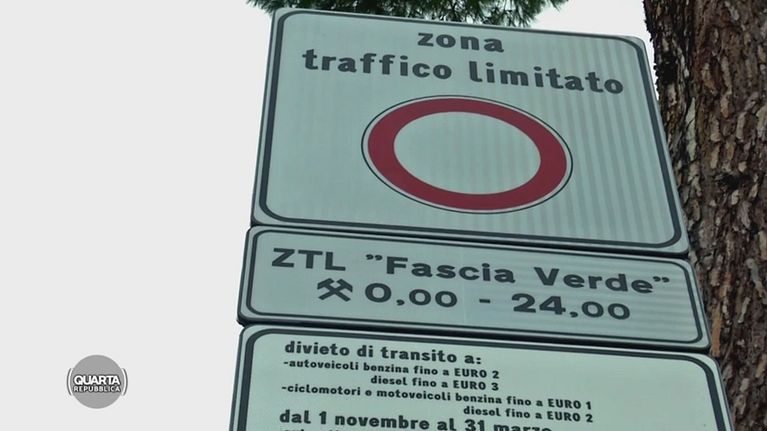 zona
traffico limitato
ZTL "Fascia Verde"
0,00 - 24,00
divieto di transito a:
-autoveicoli benzina fino a EURO 2
diesel fino a EURO 3
-ciclomotori e motoveicoli benzina fino a EURO 1
diesel fino a EURO 2
dal 1 novembre al 31 marzo
QUARTA
REPUBBLICA